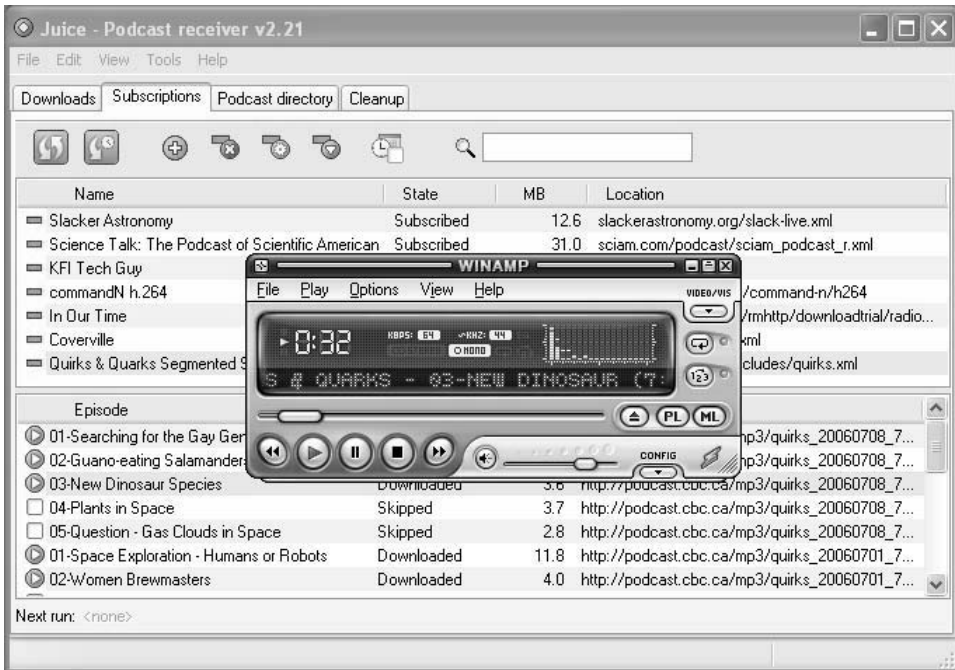 Juice - Podcast receiver v2.21
File Edit View Tools Help
Downloads Subscriptions Podcast directory Cleanup
Name State MB Location
Slacker Astronomy Subscribed 12.6 slackerastronomy.org/slack-live.xml
Science Talk: The Podcast of Scientific American Subscribed 31.0 sciam.com/podcast/sciam_podcast_r.xml
KFI Tech Guy
commandN h.264 /command-n/h264
In Our Time /rmhttp/downloadtrial/radio...
Coverville xml
Quirks & Quarks Segmented S cludes/quirks.xml
WINAMP
File Play Options View Help VIDEO/VIS
0:32 KBPS: 64 KHZ: 44
MONO
S & QUARKS - 03-NEW DINOSAUR (7:
123
PL ML
CONFIG
Episode
01-Searching for the Gay Gen np3/quirks_20060708_7...
02-Guano-eating Salamanders np3/quirks_20060708_7...
03-New Dinosaur Species Downloaded 3.6 http://podcast.cbc.ca/mp3/quirks_20060708_7...
04-Plants in Space Skipped 3.7 http://podcast.cbc.ca/mp3/quirks_20060708_7...
05-Question - Gas Clouds in Space Skipped 2.8 http://podcast.cbc.ca/mp3/quirks_20060708_7...
01-Space Exploration - Humans or Robots Downloaded 11.8 http://podcast.cbc.ca/mp3/quirks_20060701_7...
02-Women Brewmasters Downloaded 4.0 http://podcast.cbc.ca/mp3/quirks_20060701_7...
Next run: <none>